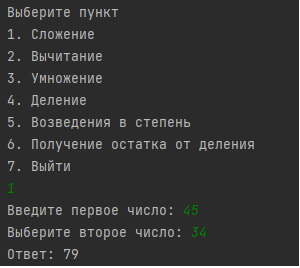 Выберите пункт
1. Сложение
2. Вычитание
3. Умножение
4. Деление
5. Возведения в степень
6. Получение остатка от деления
7. Выйти
1
Введите первое число: 45
Выберите второе число: 34
Ответ: 79